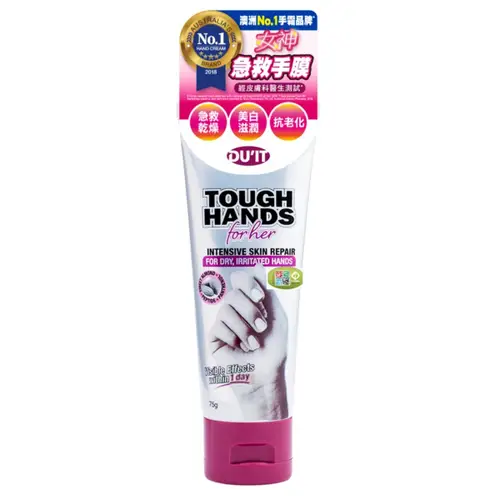 澳洲No.1手霜品牌*
AUSTRALIA'S
No.1
HAND CREAM
BRAND
2018
女神
急救手膜
經皮膚科醫生測試*
急救
乾燥
美白
滋潤
抗老化
DU'IT
TOUGH
HANDS
for her
INTENSIVE SKIN REPAIR
FOR DRY, IRRITATED HANDS
Visible Effects
within 1 day
75g